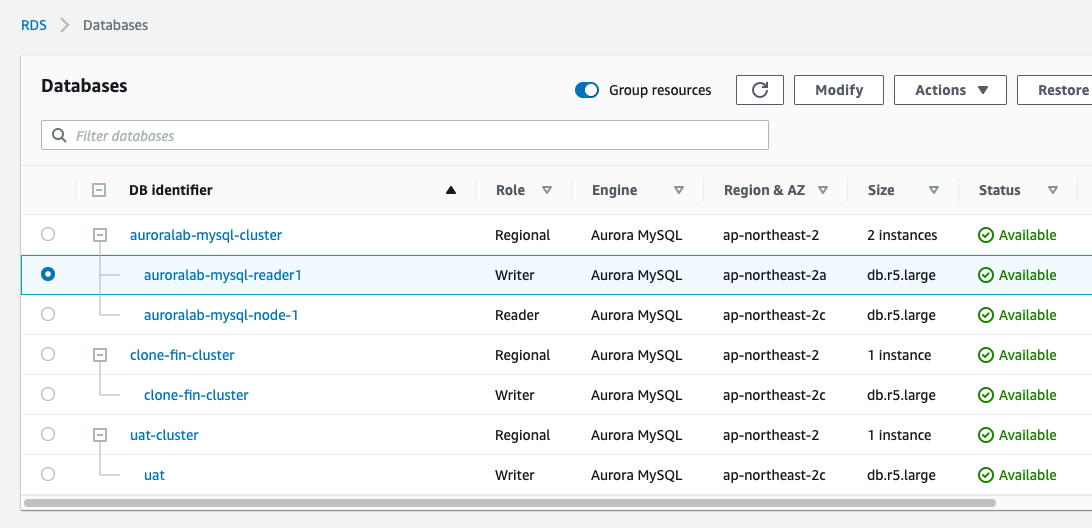 RDS > Databases
Databases
Group resources Modify Actions Restore
Filter databases
DB identifier Role Engine Region & AZ Size Status
auroralab-mysql-cluster Regional Aurora MySQL ap-northeast-2 2 instances Available
auroralab-mysql-reader1 Writer Aurora MySQL ap-northeast-2a db.r5.large Available
auroralab-mysql-node-1 Reader Aurora MySQL ap-northeast-2c db.r5.large Available
clone-fin-cluster Regional Aurora MySQL ap-northeast-2 1 instance Available
clone-fin-cluster Writer Aurora MySQL ap-northeast-2c db.r5.large Available
uat-cluster Regional Aurora MySQL ap-northeast-2 1 instance Available
uat Writer Aurora MySQL ap-northeast-2c db.r5.large Available